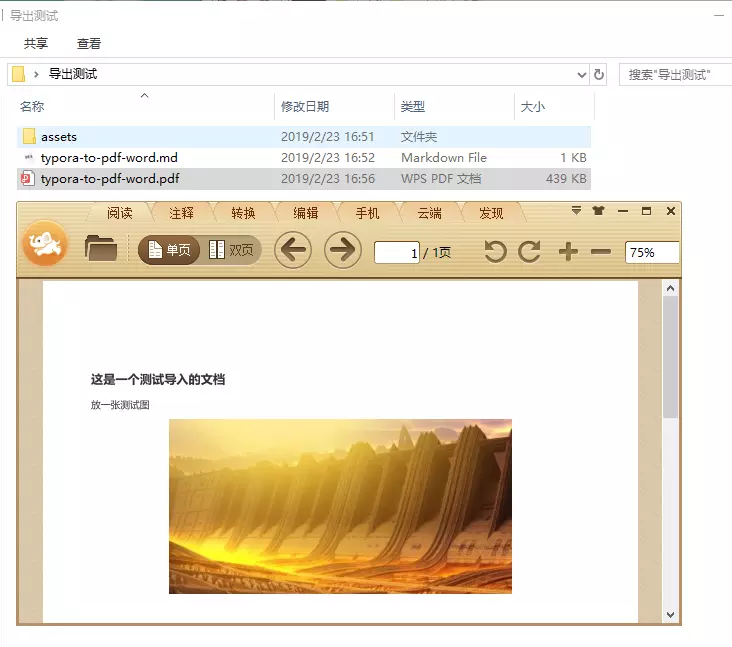 导出测试
共享 查看
导出测试 搜索"导出测试"
名称 修改日期 类型 大小
assets 2019/2/23 16:51 文件夹
typora-to-pdf-word.md 2019/2/23 16:52 Markdown File 1 KB
typora-to-pdf-word.pdf 2019/2/23 16:56 WPS PDF 文档 439 KB
阅读 注释 转换 编辑 手机 云端 发现
单页 双页 1 / 1页 75%
这是一个测试导入的文档
放一张测试图